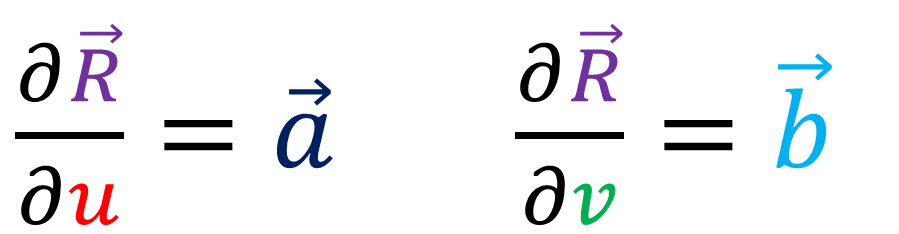 ∂R⃗/∂u = a⃗    ∂R⃗/∂v = b⃗